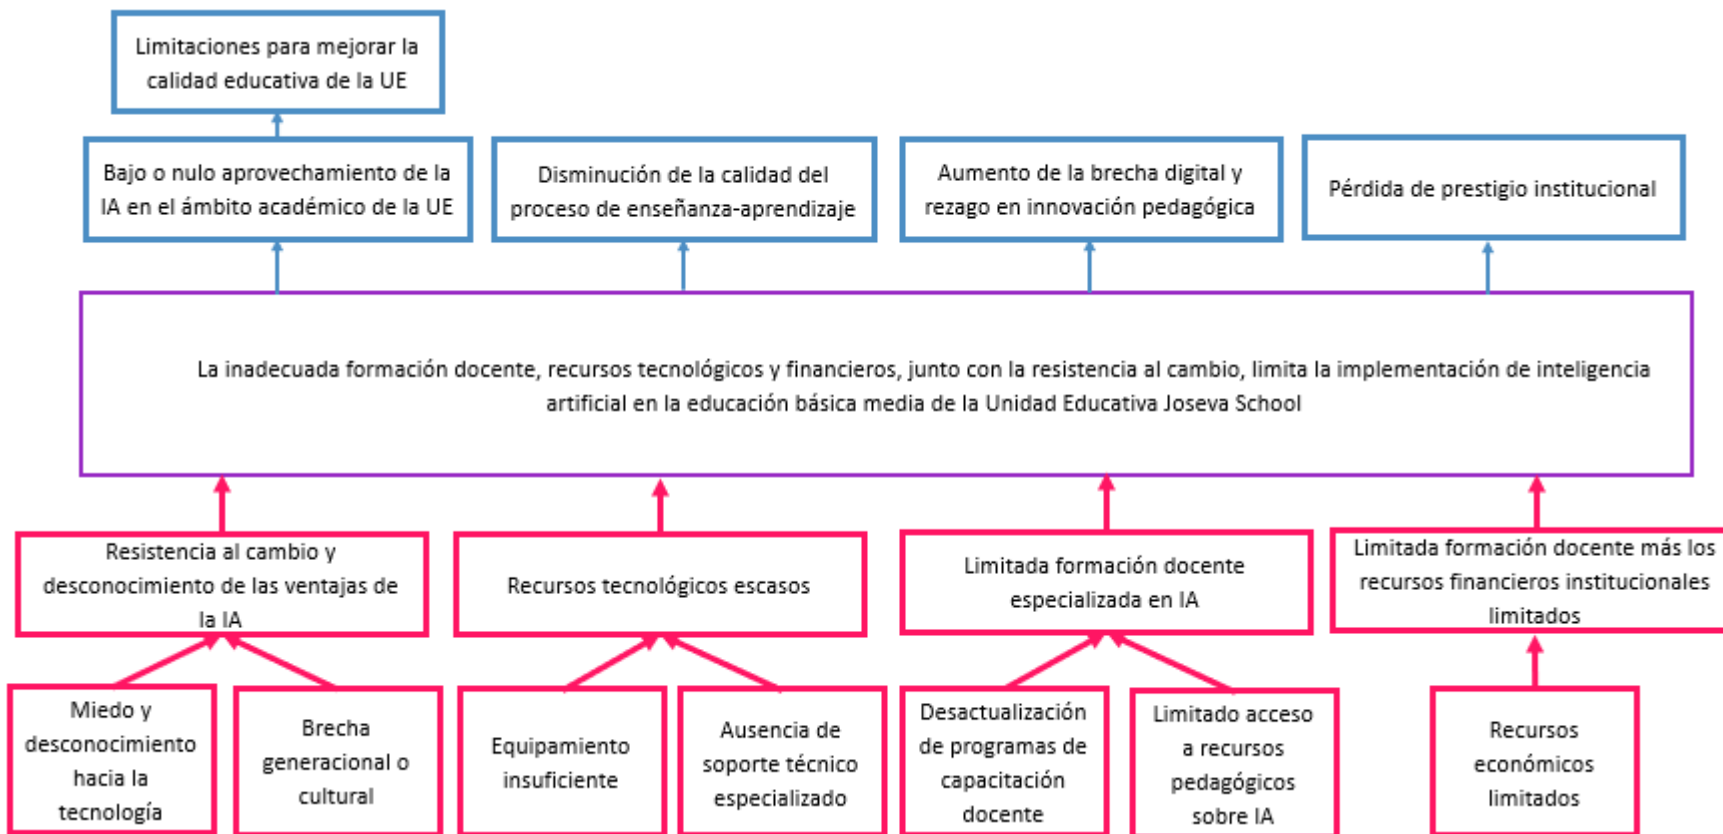 Limitaciones para mejorar la
calidad educativa de la UE
Bajo o nulo aprovechamiento de la
IA en el ámbito académico de la UE
Disminución de la calidad del
proceso de enseñanza-aprendizaje
Aumento de la brecha digital y
rezago en innovación pedagógica
Pérdida de prestigio institucional
La inadecuada formación docente, recursos tecnológicos y financieros, junto con la resistencia al cambio, limita la implementación de inteligencia
artificial en la educación básica media de la Unidad Educativa Joseva School
Resistencia al cambio y
desconocimiento de las ventajas de
la IA
Recursos tecnológicos escasos
Limitada formación docente
especializada en IA
Limitada formación docente más los
recursos financieros institucionales
limitados
Miedo y
desconocimiento
hacia la
tecnología
Brecha
generacional o
cultural
Equipamiento
insuficiente
Ausencia de
soporte técnico
especializado
Desactualización
de programas de
capacitación
docente
Limitado acceso
a recursos
pedagógicos
sobre IA
Recursos
económicos
limitados